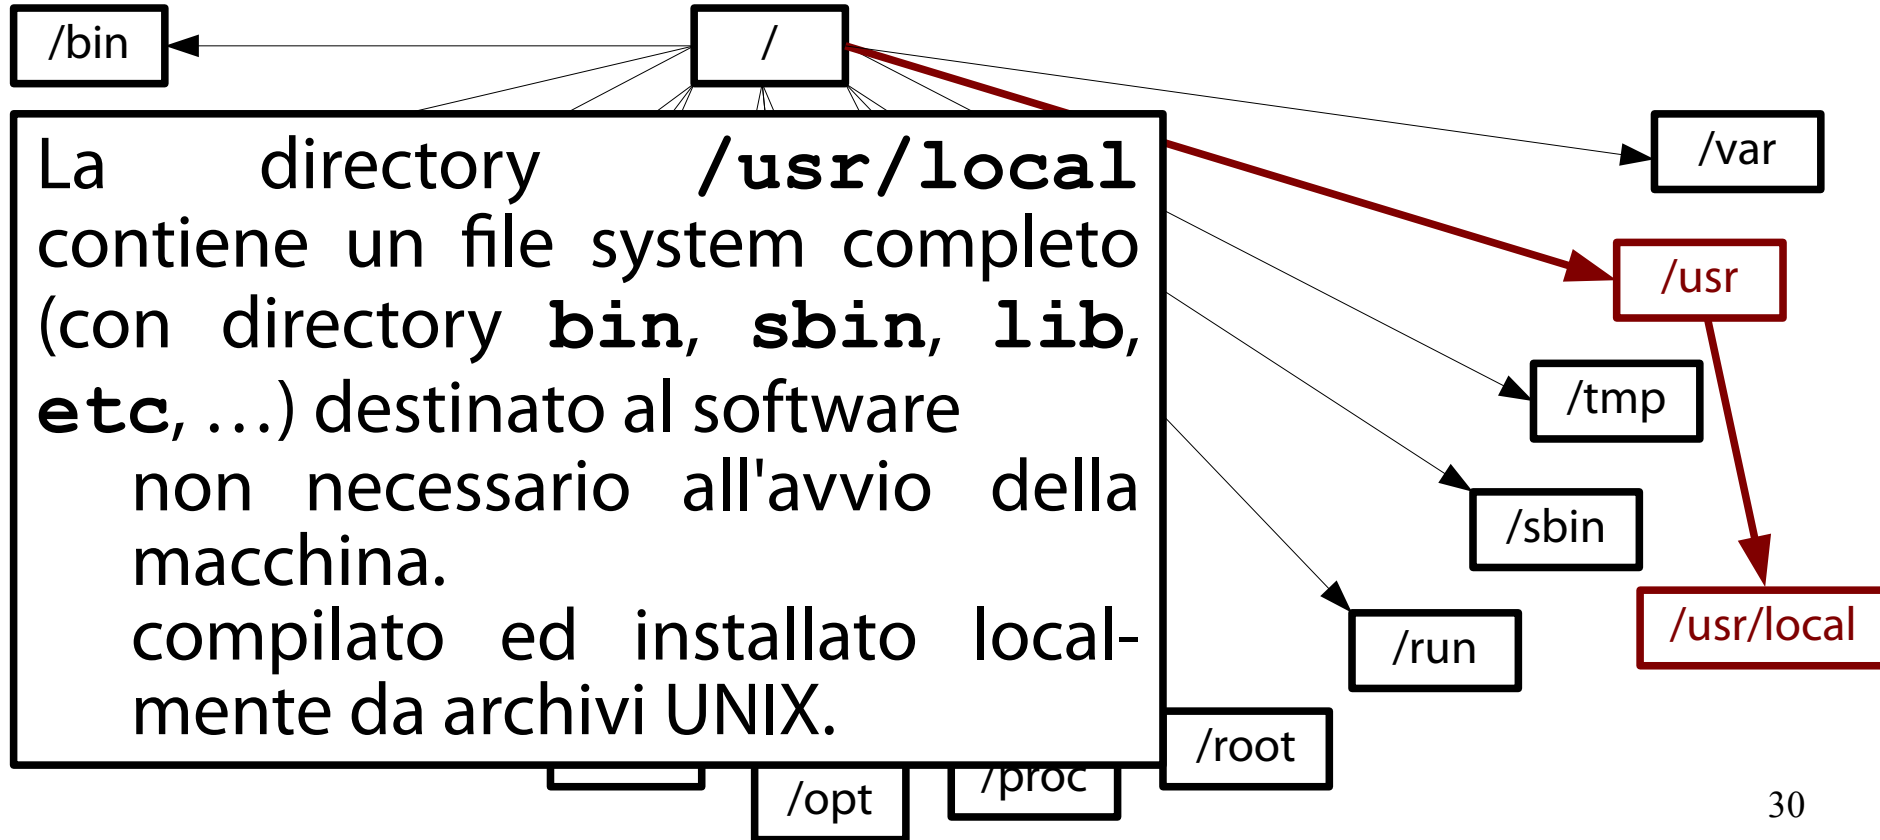 /bin
/
/var
/usr
/tmp
/sbin
/usr/local
/run
/root
/proc
/opt
La directory /usr/local
contiene un file system completo
(con directory bin, sbin, lib,
etc, …) destinato al software
non necessario all'avvio della
macchina.
compilato ed installato local-
mente da archivi UNIX.
30